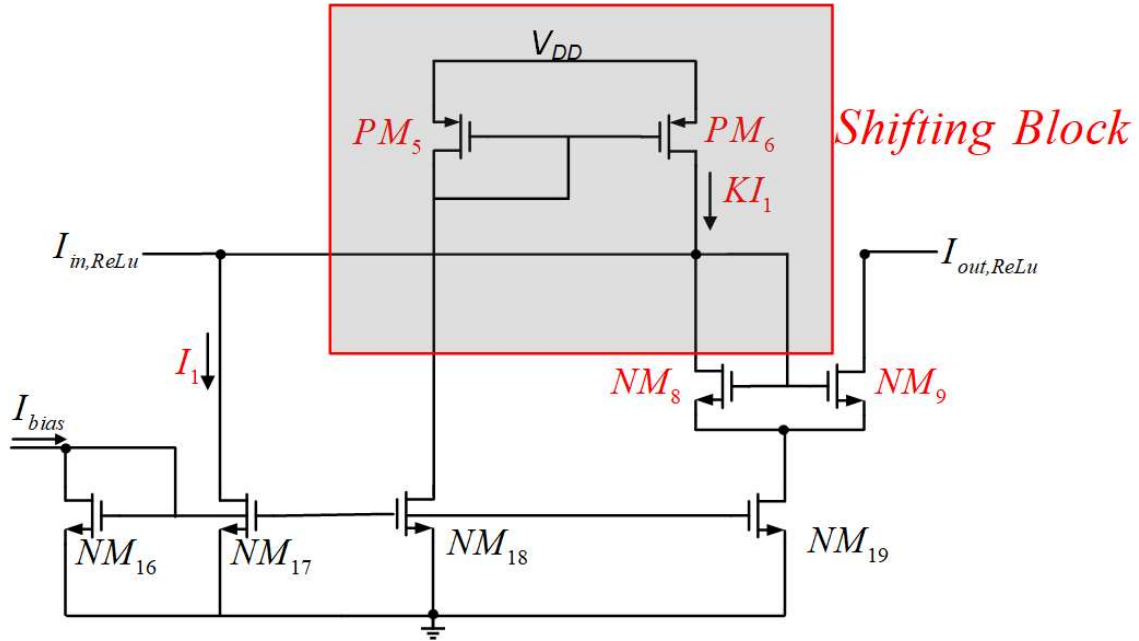 V_DD
PM_5
PM_6
Shifting Block
KI_1
I_in,ReLu
I_out,ReLu
I_1
NM_8
NM_9
I_bias
NM_16
NM_17
NM_18
NM_19